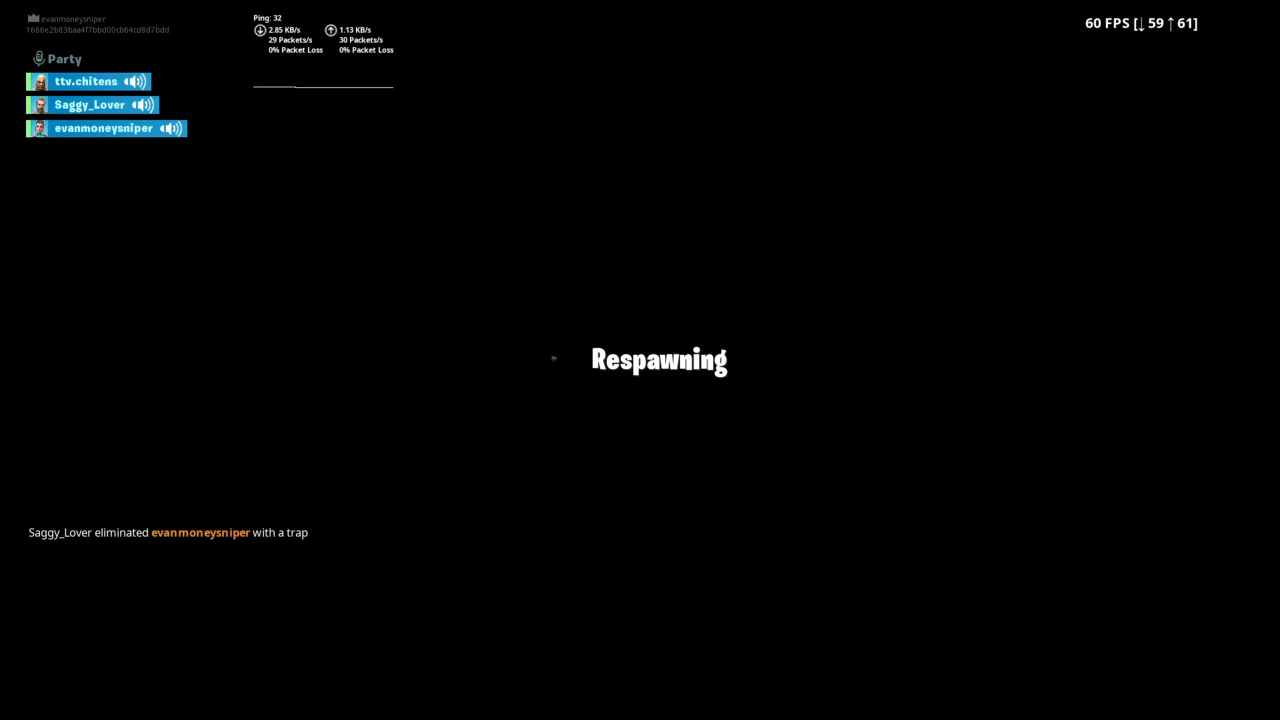 evanmoneysniper
1666e2b83baa4f7bbd00cb64cd8d7bdd
Ping: 32
2.85 KB/s 1.13 KB/s
29 Packets/s 30 Packets/s
0% Packet Loss 0% Packet Loss
60 FPS [↓ 59 ↑ 61]
Party
ttv.chitens
Saggy_Lover
evanmoneysniper
Respawning
Saggy_Lover eliminated evanmoneysniper with a trap